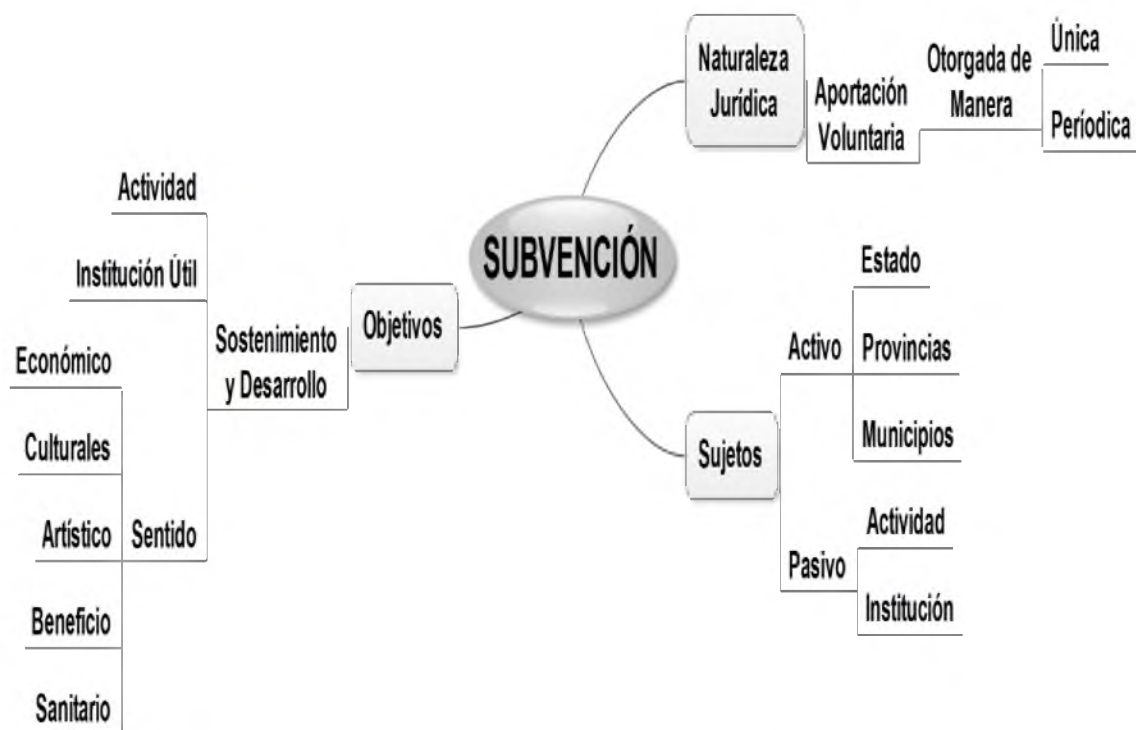 SUBVENCIÓN
Naturaleza
Jurídica
Aportación
Voluntaria
Otorgada de
Manera
Única
Períodica
Sujetos
Activo
Estado
Provincias
Municipios
Pasivo
Actividad
Institución
Objetivos
Sostenimiento
y Desarrollo
Actividad
Institución Útil
Sentido
Económico
Culturales
Artístico
Beneficio
Sanitario